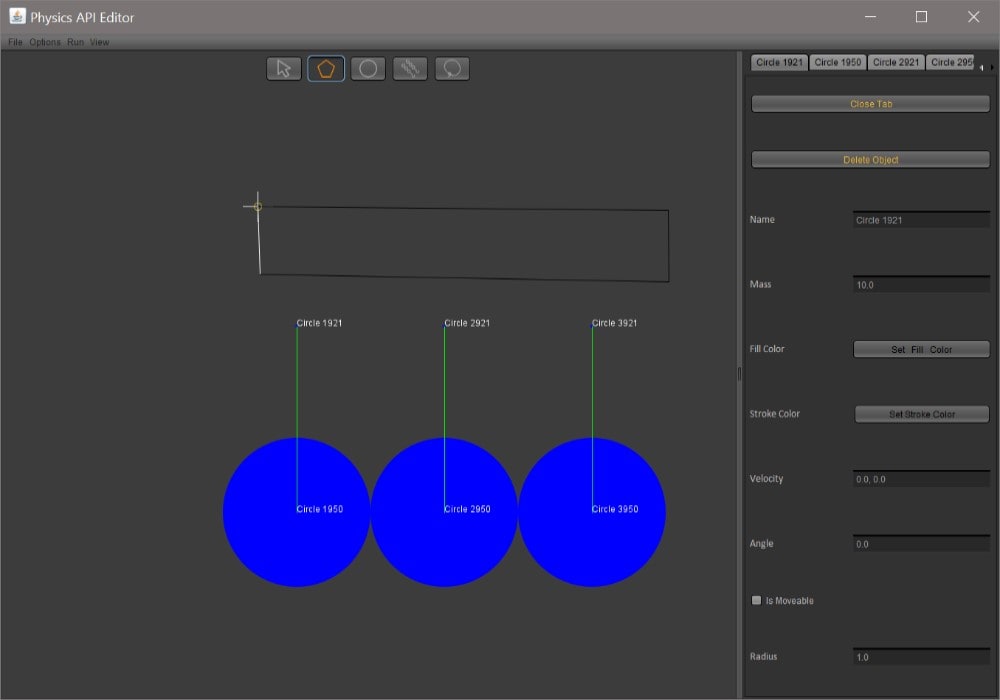 Physics API Editor
File Options Run View
Circle 1921 Circle 1950 Circle 2921 Circle 295
Close Tab
Delete Object
Name Circle 1921
Mass 10.0
Fill Color Set Fill Color
Stroke Color Set Stroke Color
Velocity 0.0, 0.0
Angle 0.0
Is Moveable
Radius 1.0
Circle 1921 Circle 2921 Circle 3921
Circle 1950 Circle 2950 Circle 3950